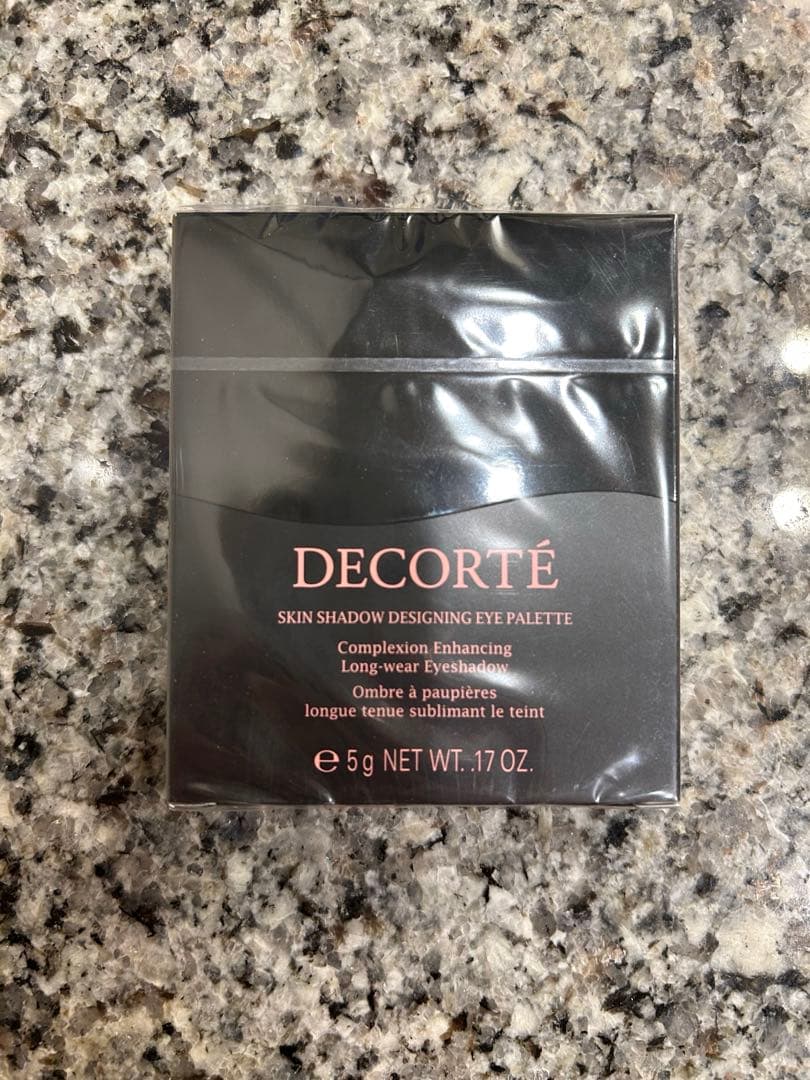 DECORTÉ
SKIN SHADOW DESIGNING EYE PALETTE
Complexion Enhancing
Long-wear Eyeshadow
Ombre à paupières
longue tenue sublimant le teint
℮ 5g NET WT. .17 OZ.